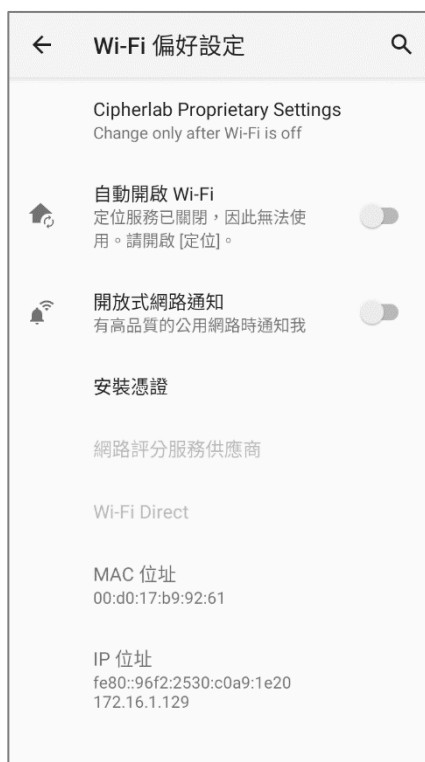 Wi-Fi 偏好設定
Cipherlab Proprietary Settings
Change only after Wi-Fi is off
自動開啟 Wi-Fi
定位服務已關閉，因此無法使
用。請開啟 [定位]。
開放式網路通知
有高品質的公用網路時通知我
安裝憑證
網路評分服務供應商
Wi-Fi Direct
MAC 位址
00:d0:17:b9:92:61
IP 位址
fe80::96f2:2530:c0a9:1e20
172.16.1.129